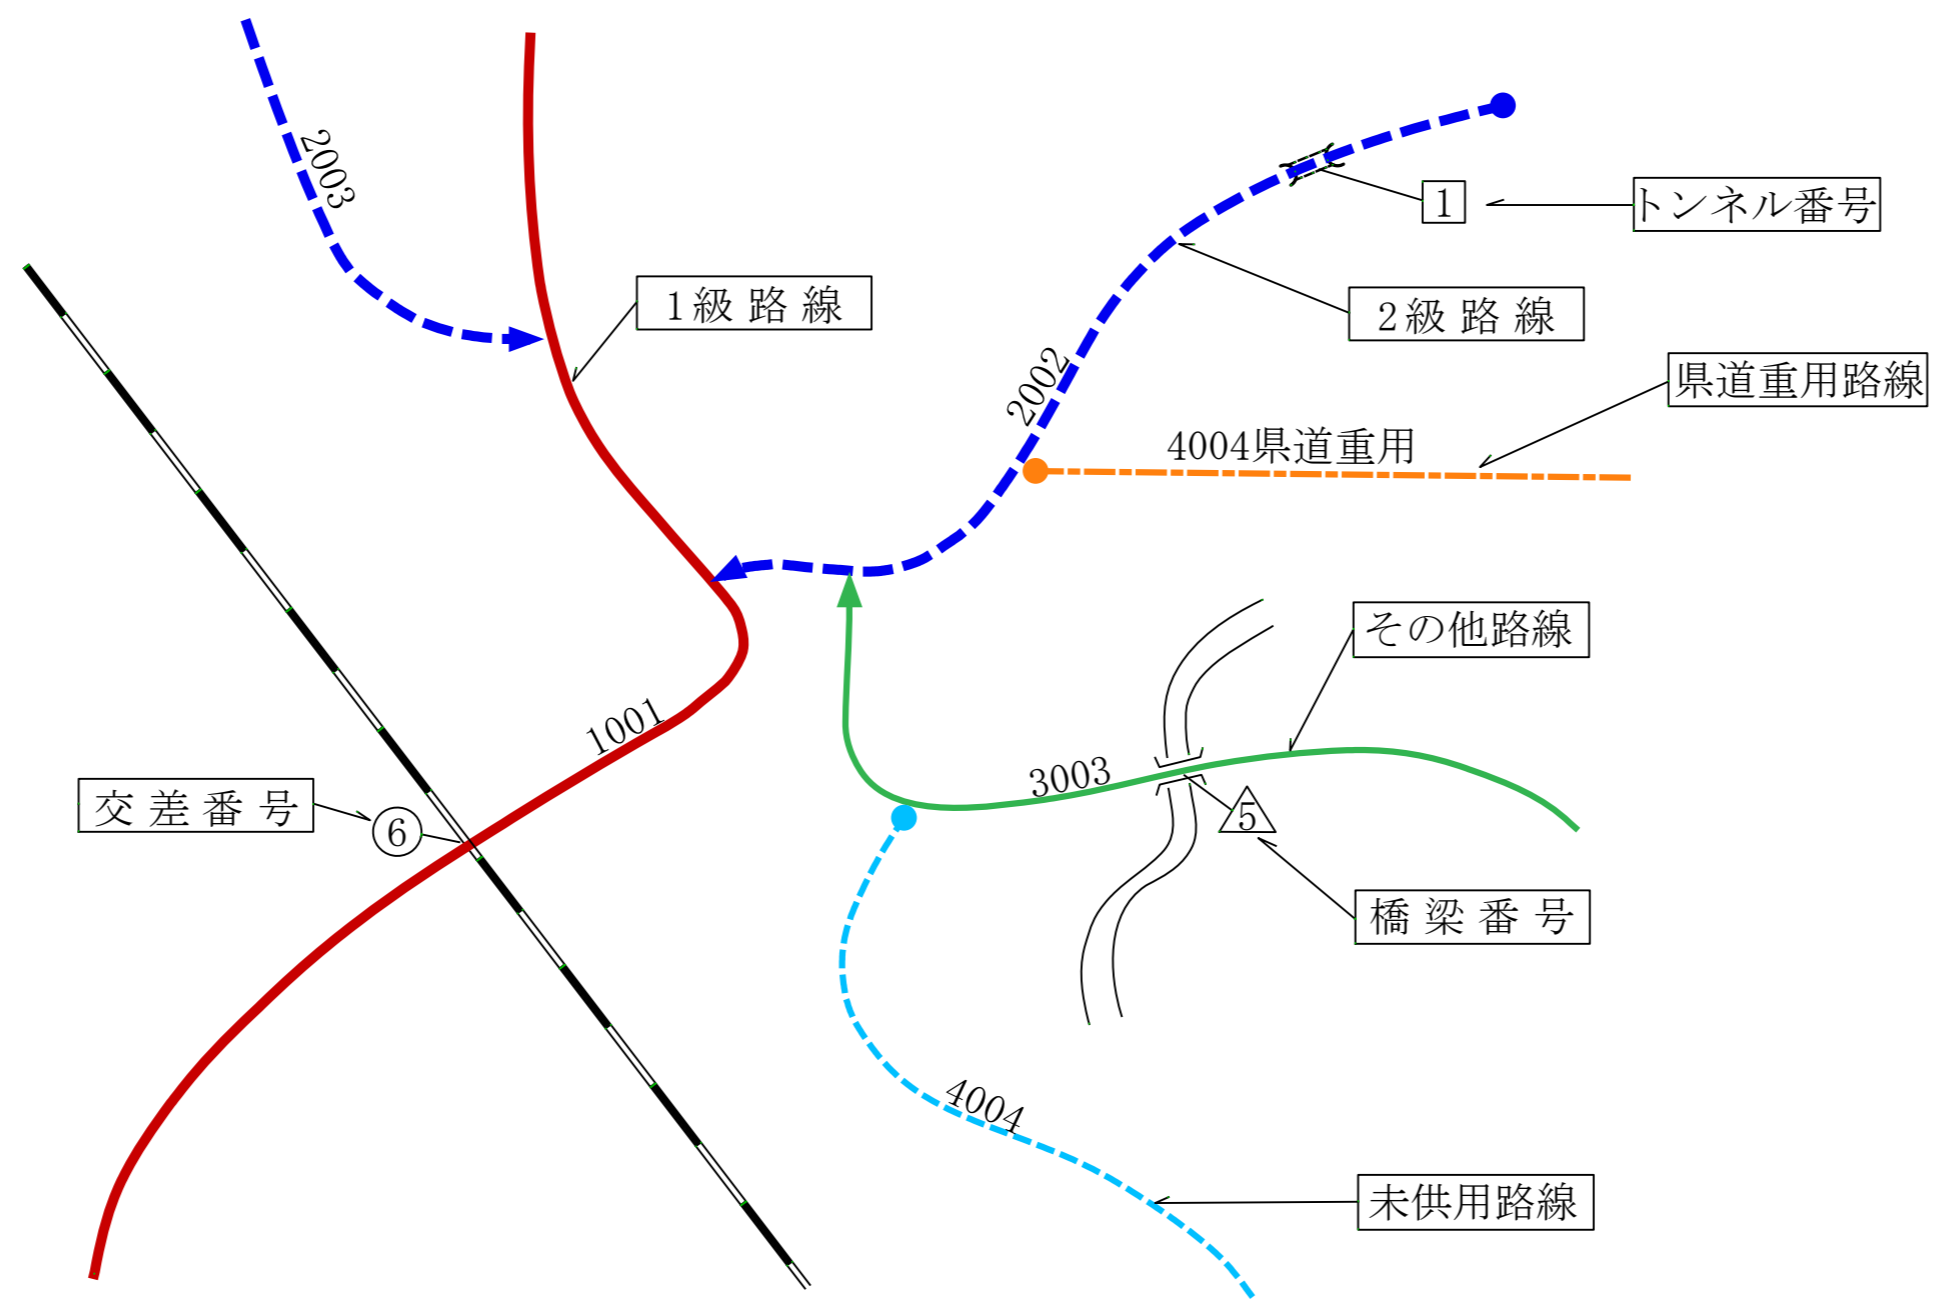 2003
1
トンネル番号
1級路線
2級路線
2002
県道重用路線
4004県道重用
その他路線
1001
3003
交差番号
6
5
橋梁番号
4004
未供用路線